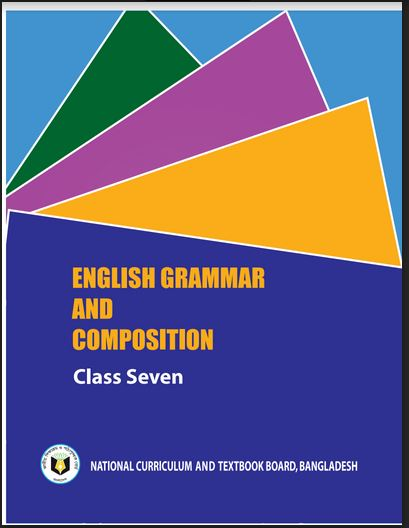 ENGLISH GRAMMAR
AND
COMPOSITION
Class Seven
NATIONAL CURRICULUM AND TEXTBOOK BOARD, BANGLADESH